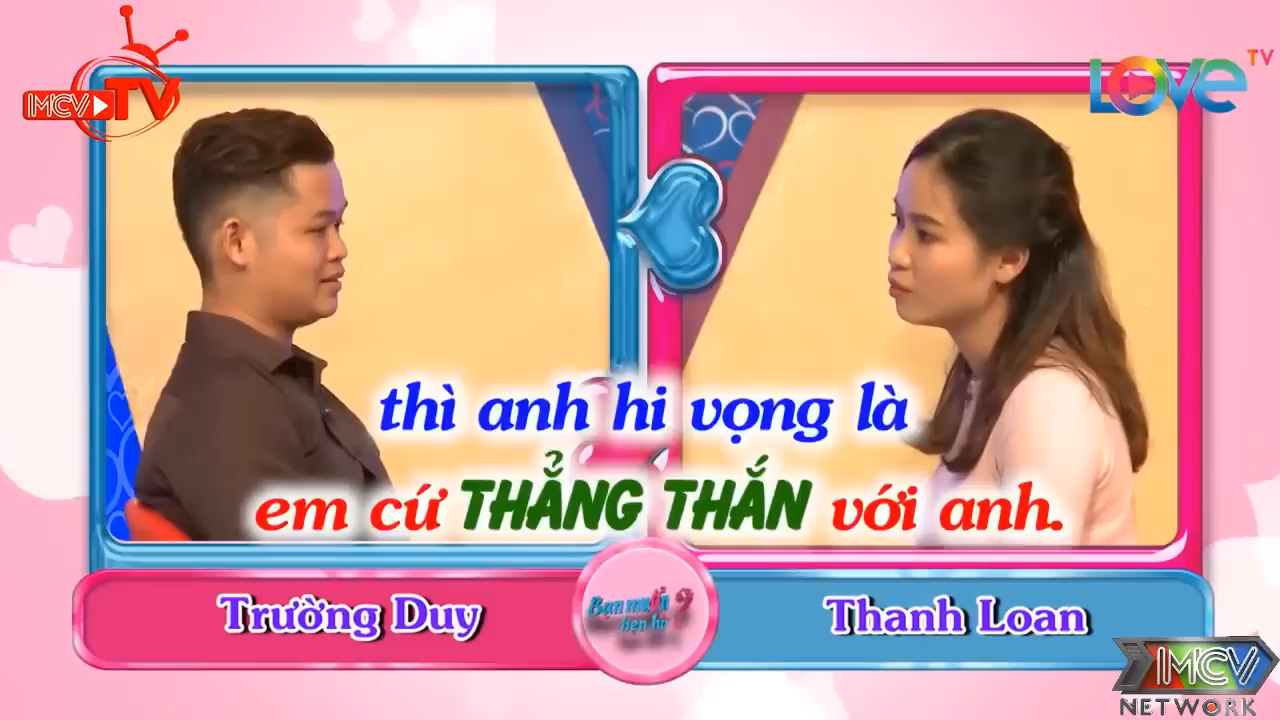 IMCV TV
LOVE TV
thì anh hi vọng là
em cứ THẲNG THẮN với anh.
Trường Duy
Bạn muốn
hẹn hò ?
Thanh Loan
IMCV
NETWORK